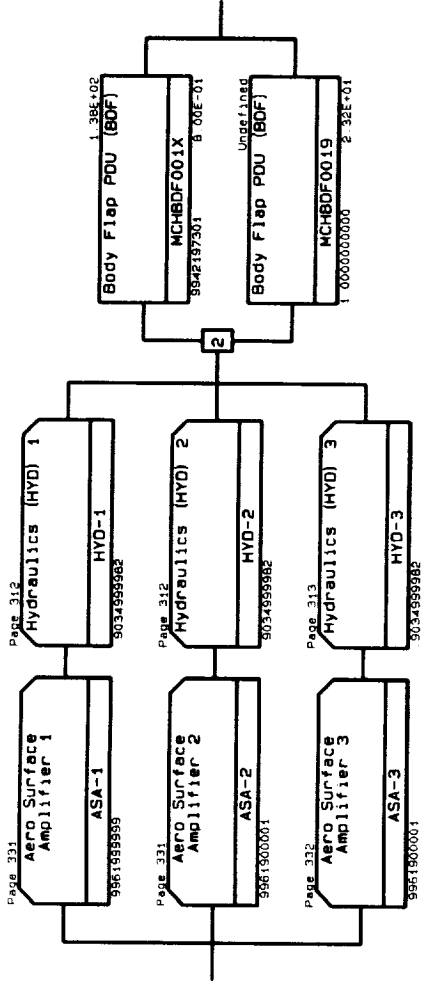 Page 331
Aero Surface
Amplifier 1
ASA-1
9961999999
Page 312
Hydraulics (HYD) 1
HYD-1
9034999982
Page 331
Aero Surface
Amplifier 2
ASA-2
9961900001
Page 312
Hydraulics (HYD) 2
HYD-2
9034999982
Page 332
Aero Surface
Amplifier 3
ASA-3
9961900001
Page 313
Hydraulics (HYD) 3
HYD-3
9034999982
2
1.38E+02
Body Flap PDU (BDF)
MCHBDF001X
9942197301 8.00E-01
Undefined
Body Flap PDU (BDF)
MCHBDF0019
1 0000000000 2.32E+01